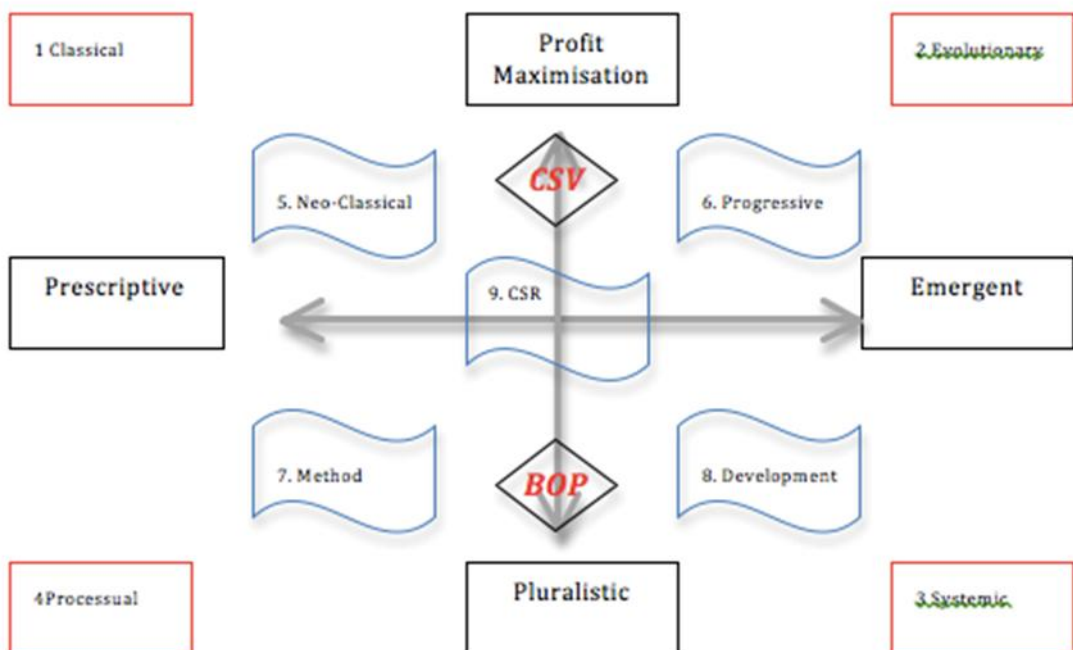 1 Classical
Profit
Maximisation
2 Evolutionary
CSV
5. Neo-Classical
6. Progressive
Prescriptive
9. CSR
Emergent
7. Method
BOP
8. Development
4Processual
Pluralistic
3 Systemic